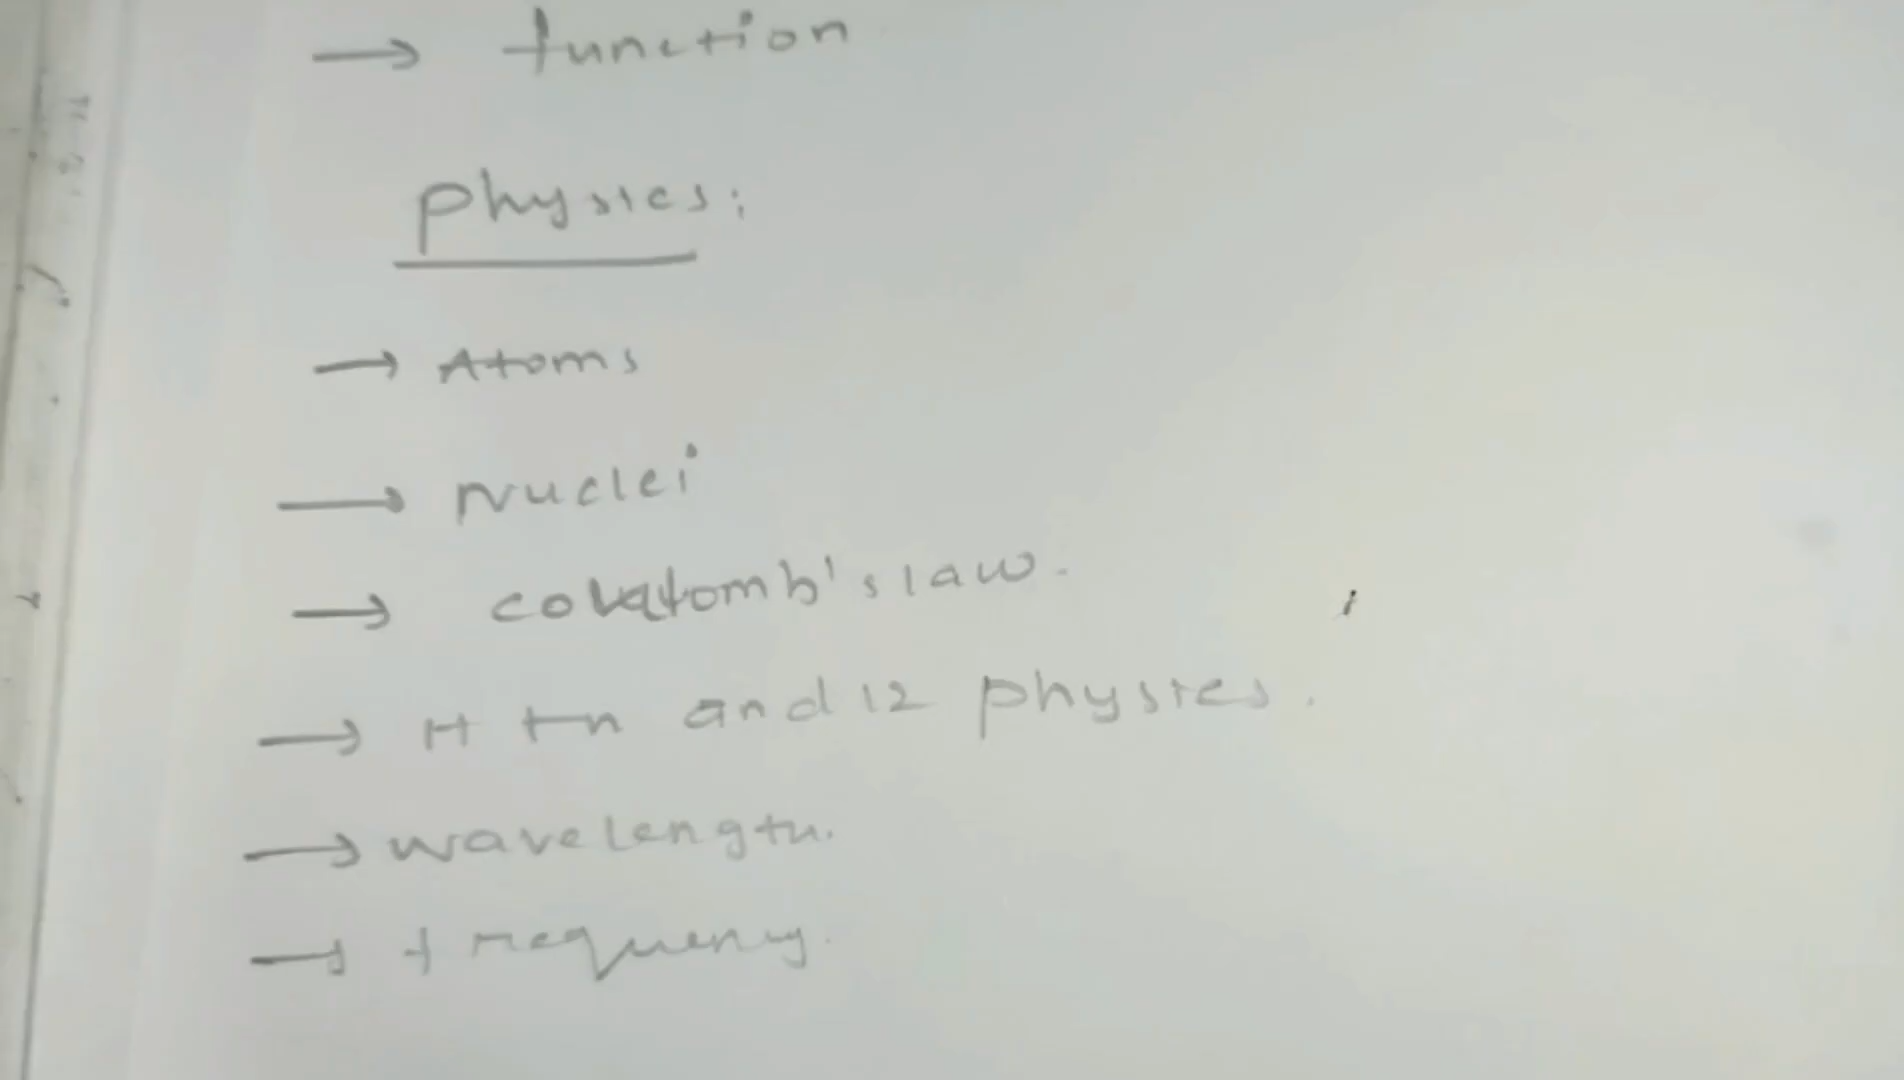 → function
Physics:
→ Atoms
→ Nuclei
→ coulomb's law.
→ 11 th and 12 physics.
→ wavelength.
→ frequency.